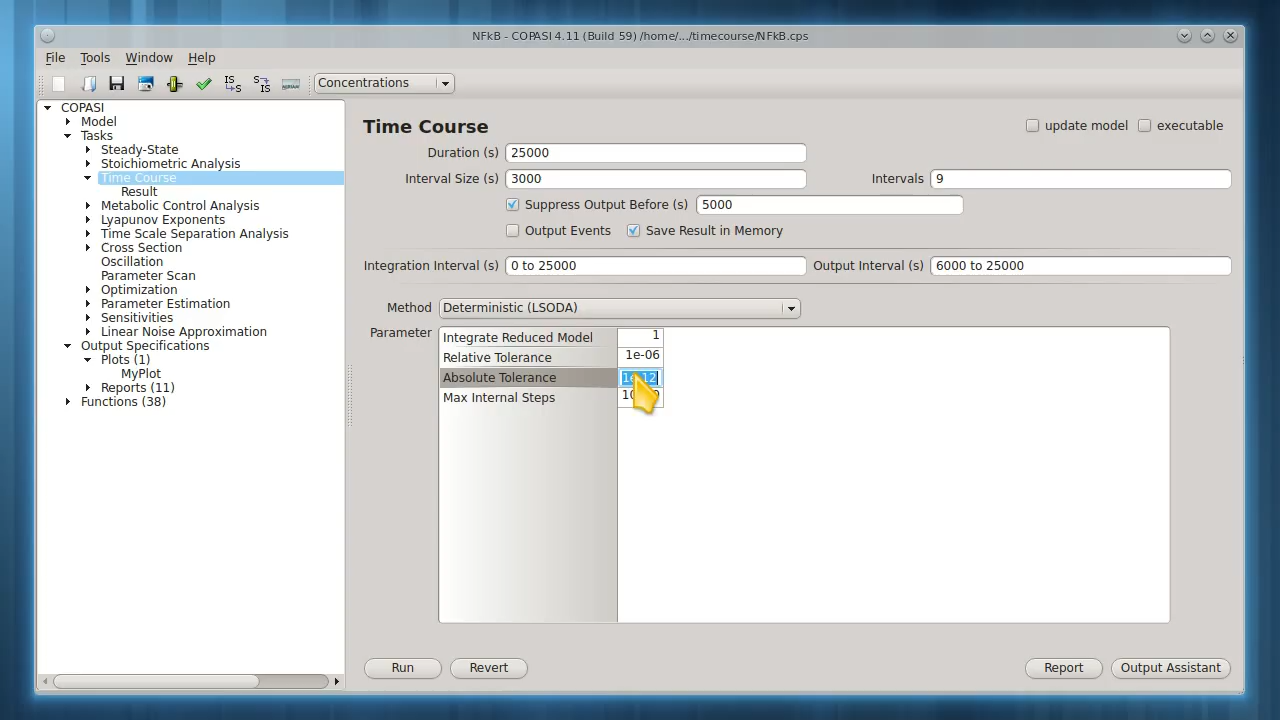 NFkB - COPASI 4.11 (Build 59) /home/.../timecourse/NFkB.cps
File Tools Window Help
Concentrations
COPASI
Model
Tasks
Steady-State
Stoichiometric Analysis
Time Course
Result
Metabolic Control Analysis
Lyapunov Exponents
Time Scale Separation Analysis
Cross Section
Oscillation
Parameter Scan
Optimization
Parameter Estimation
Sensitivities
Linear Noise Approximation
Output Specifications
Plots (1)
MyPlot
Reports (11)
Functions (38)
Time Course
update model executable
Duration (s) 25000
Interval Size (s) 3000 Intervals 9
Suppress Output Before (s) 5000
Output Events Save Result in Memory
Integration Interval (s) 0 to 25000 Output Interval (s) 6000 to 25000
Method Deterministic (LSODA)
Parameter
Integrate Reduced Model 1
Relative Tolerance 1e-06
Absolute Tolerance 1e-12
Max Internal Steps
Run Revert Report Output Assistant